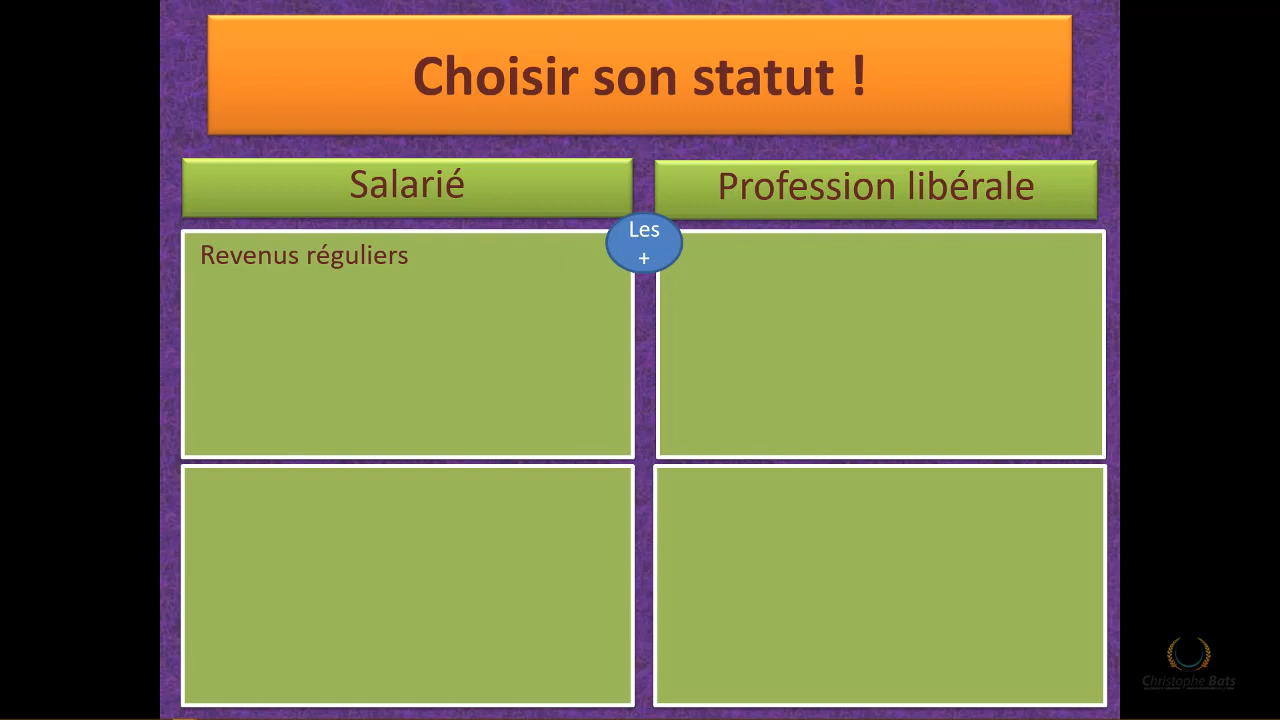 Choisir son statut !
Salarié
Profession libérale
Les
+
Revenus réguliers
Christophe Bats